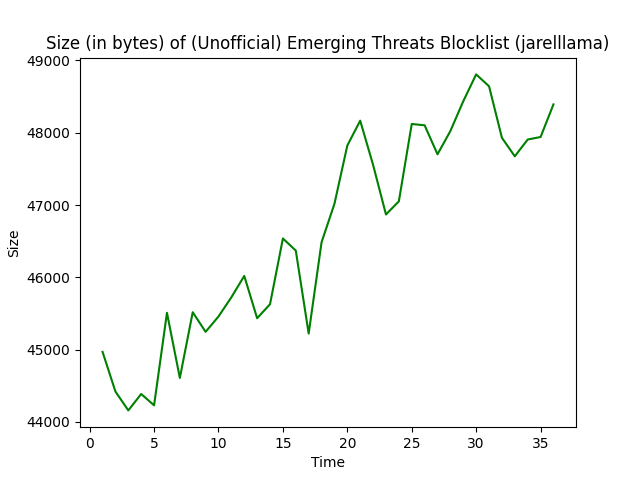 Size (in bytes) of (Unofficial) Emerging Threats Blocklist (jarelllama)
49000
48000
47000
46000
45000
44000
Size
0 5 10 15 20 25 30 35
Time